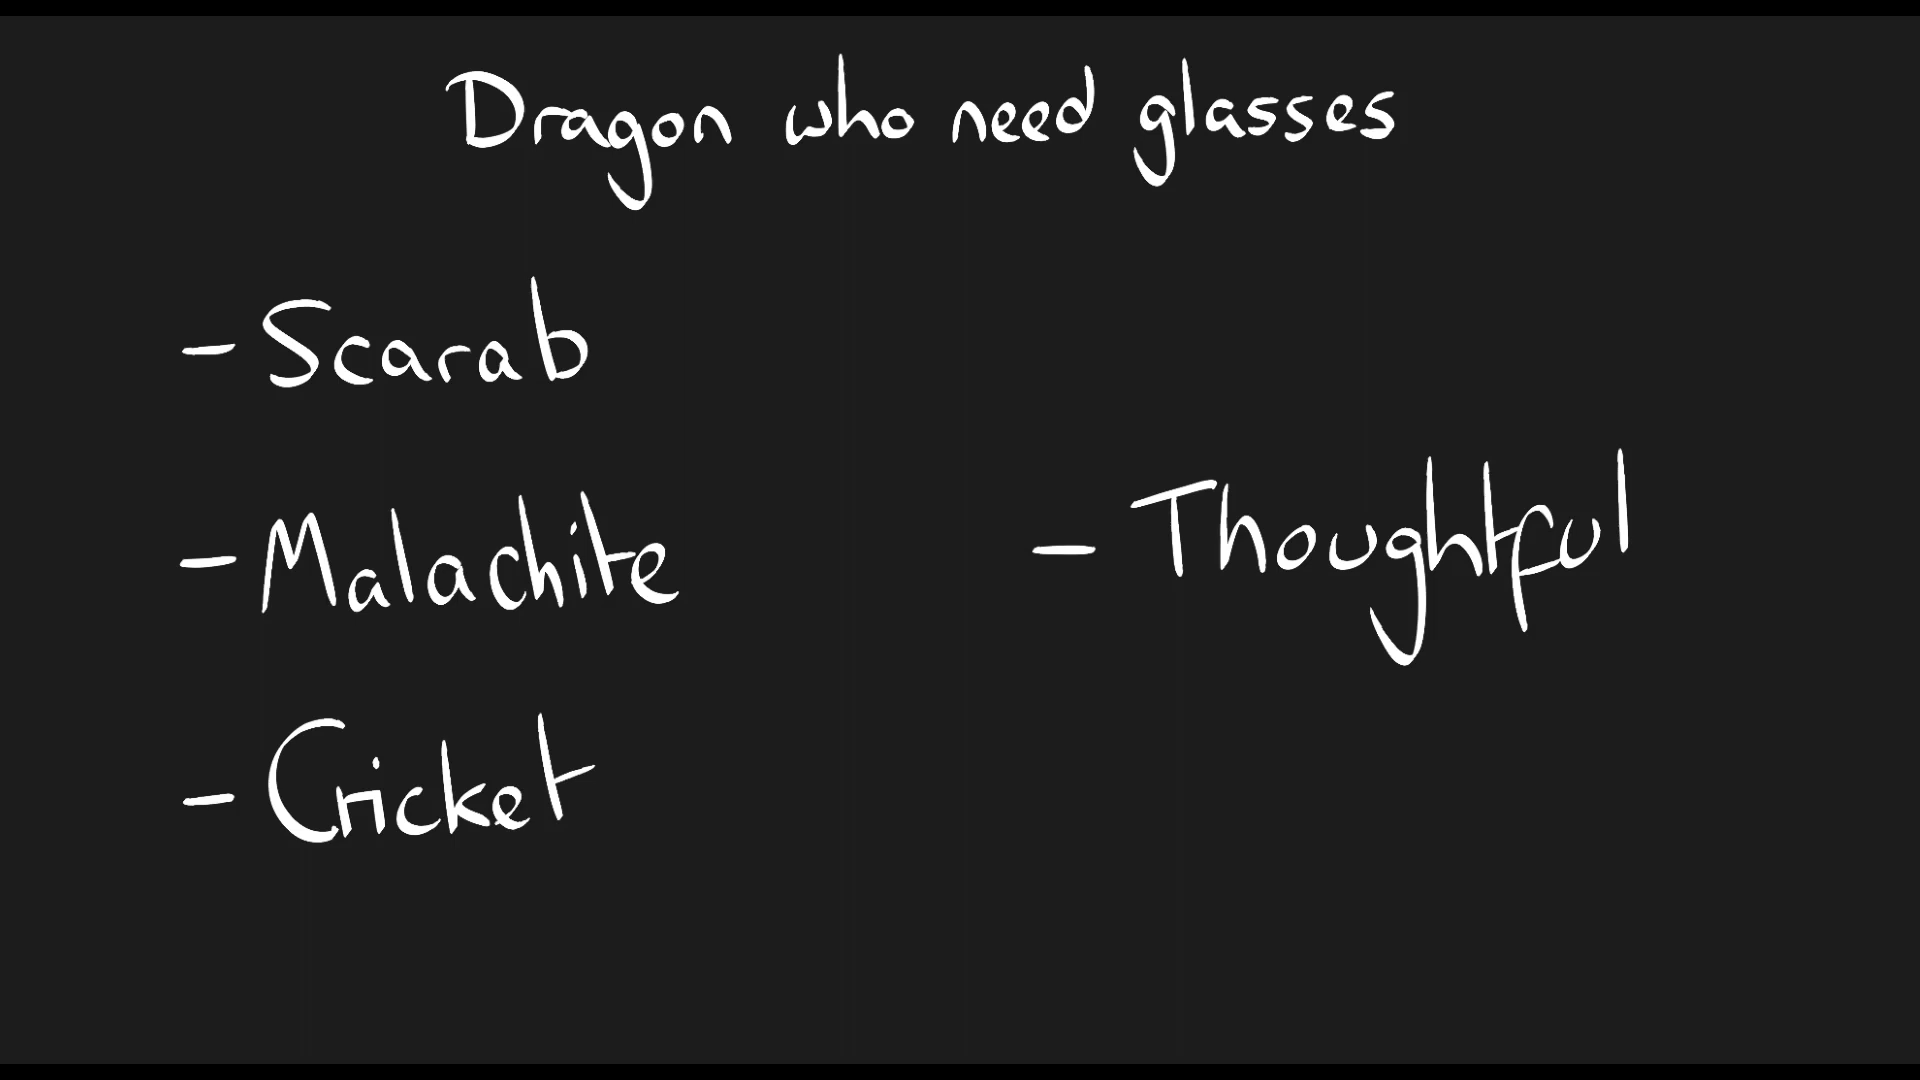 Dragon who need glasses
- Scarab
- Malachite
- Thoughtful
- Cricket